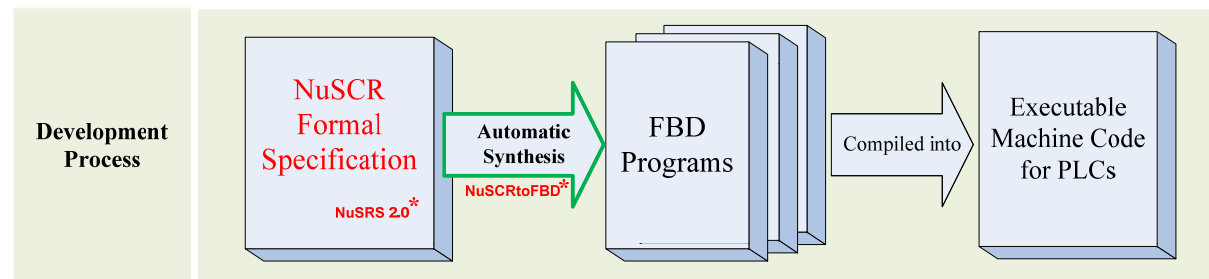 Development
Process
NuSCR
Formal
Specification
NuSRS 2.0*
Automatic
Synthesis
NuSCRtoFBD*
FBD
Programs
Compiled into
Executable
Machine Code
for PLCs